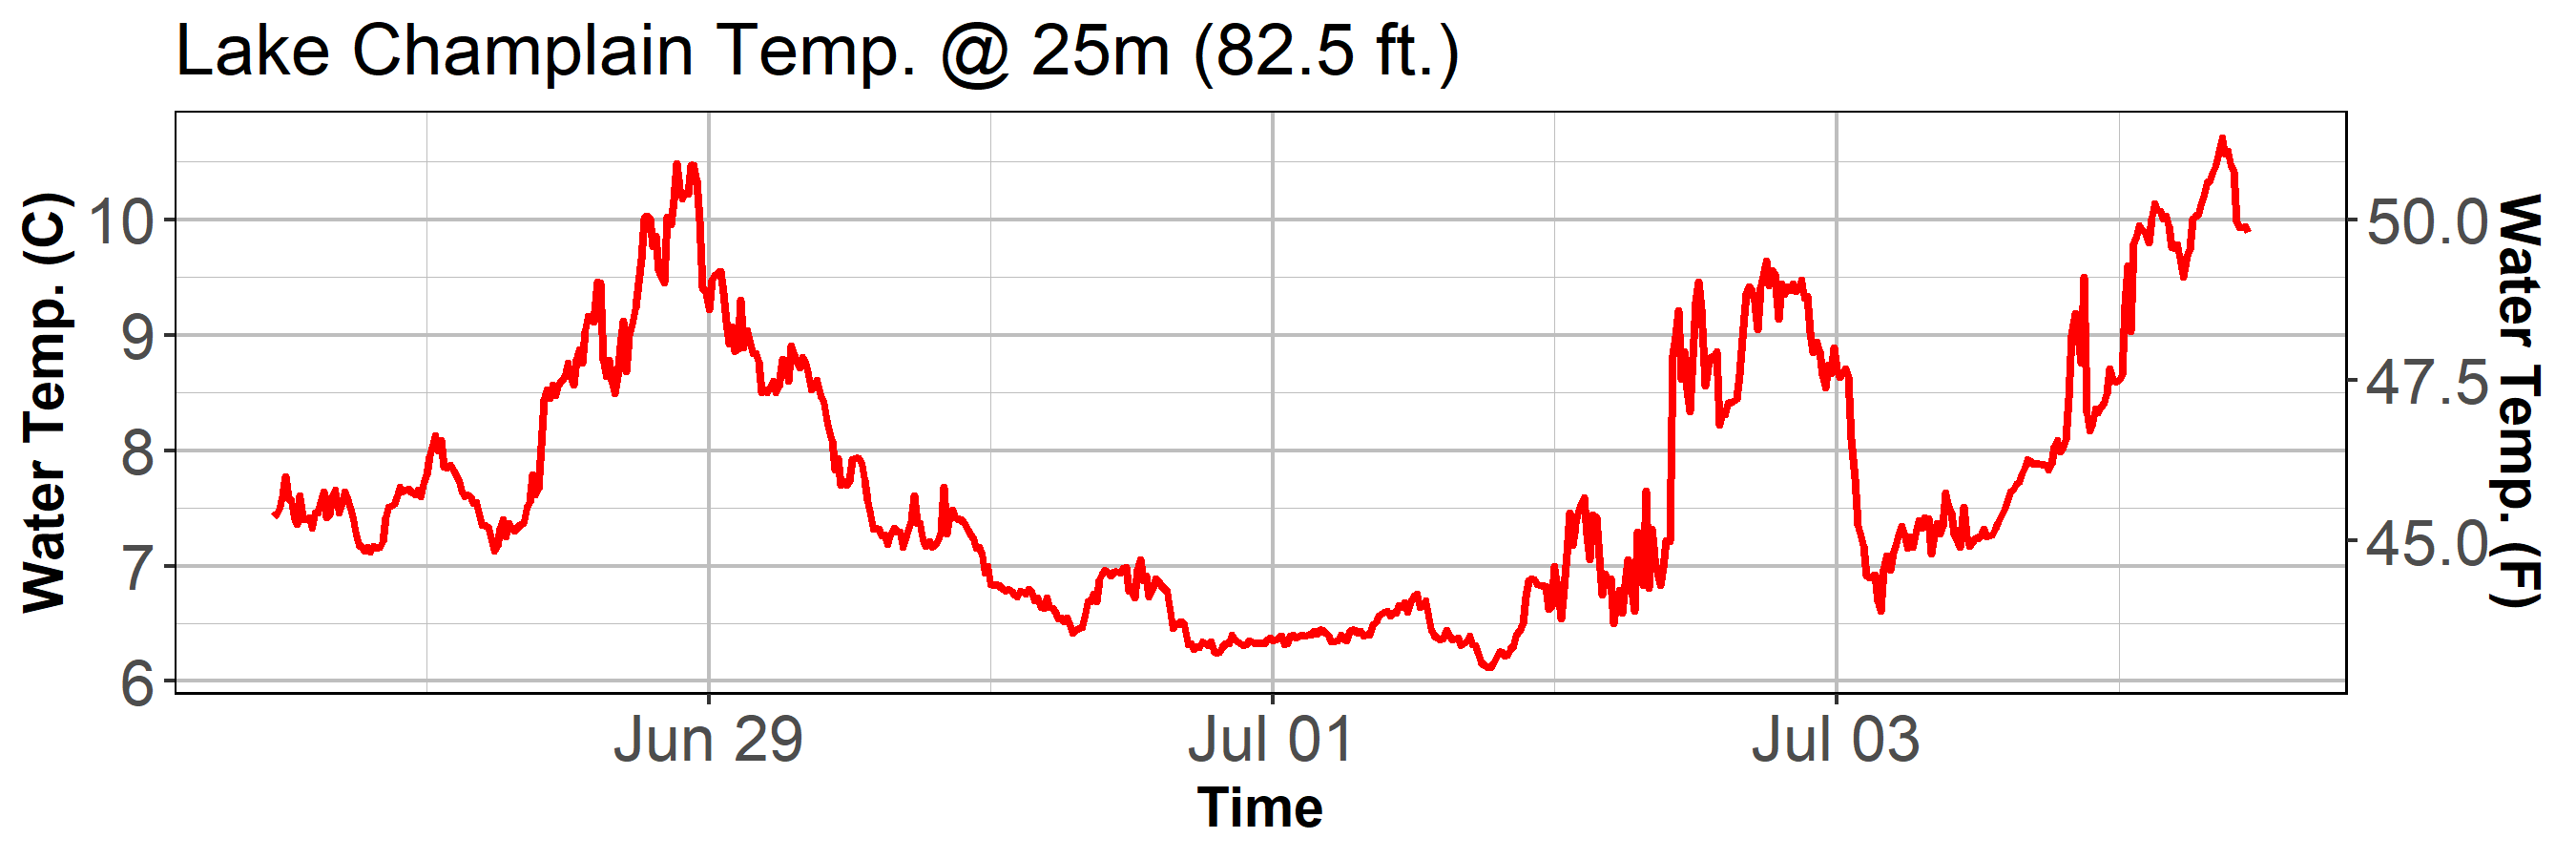 Lake Champlain Temp. @ 25m (82.5 ft.)
Water Temp. (C)
10
9
8
7
6
50.0
47.5
45.0
Water Temp. (F)
Jun 29
Jul 01
Jul 03
Time